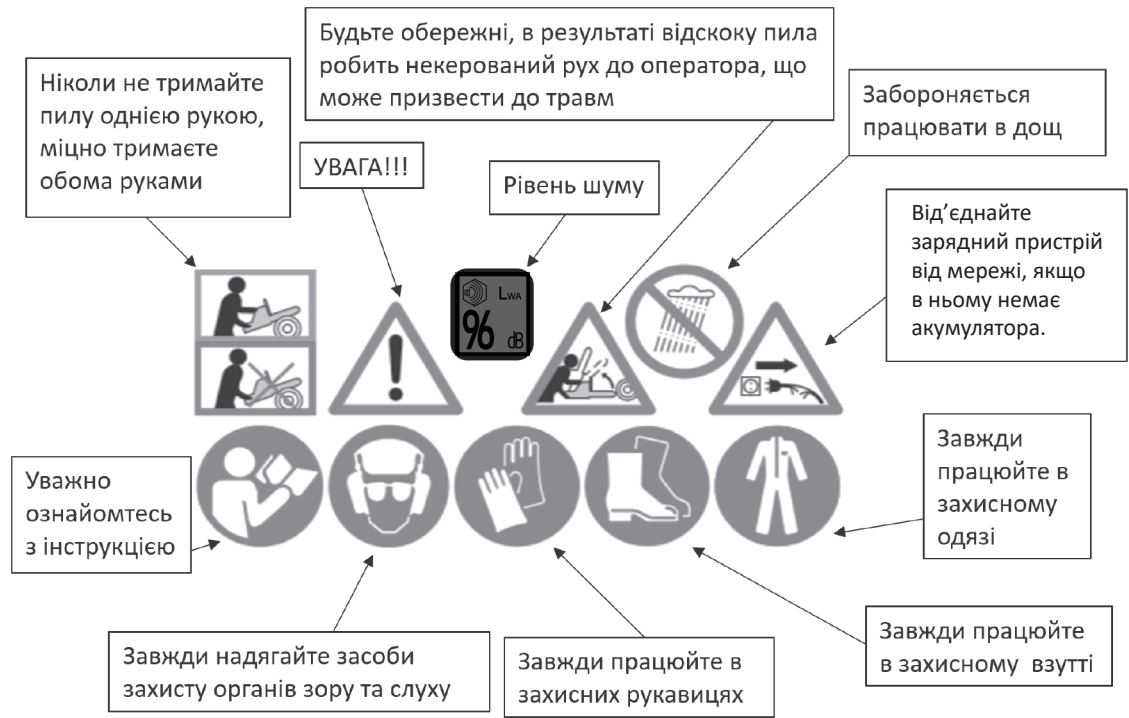 Будьте обережні, в результаті відскоку пила
робить некерований рух до оператора, що
може призвести до травм
Ніколи не тримайте
пилу однією рукою,
міцно тримаєте
обома руками
УВАГА!!!
Рівень шуму
Забороняється
працювати в дощ
Від’єднайте
зарядний пристрій
від мережі, якщо
в ньому немає
акумулятора.
LWA
96
dB
Уважно
ознайомтесь
з інструкцією
Завжди
працюйте в
захисному
одязі
Завжди надягайте засоби
захисту органів зору та слуху
Завжди працюйте в
захисних рукавицях
Завжди працюйте
в захисному взутті